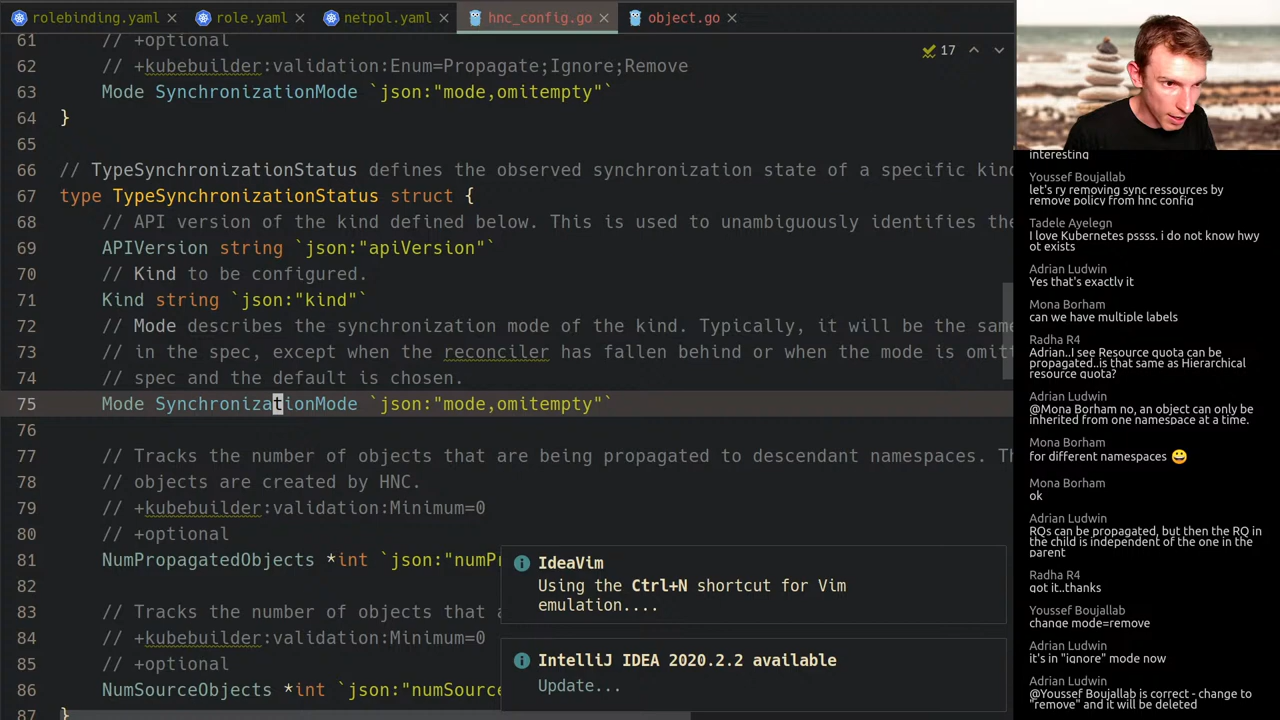 rolebinding.yaml
role.yaml
netpol.yaml
hnc_config.go
object.go
17
61 // +optional
62 // +kubebuilder:validation:Enum=Propagate;Ignore;Remove
63 Mode SynchronizationMode `json:"mode,omitempty"`
64 }
65
66 // TypeSynchronizationStatus defines the observed synchronization state of a specific kind
67 type TypeSynchronizationStatus struct {
68 // API version of the kind defined below. This is used to unambiguously identifies the
69 APIVersion string `json:"apiVersion"`
70 // Kind to be configured.
71 Kind string `json:"kind"`
72 // Mode describes the synchronization mode of the kind. Typically, it will be the same
73 // in the spec, except when the reconciler has fallen behind or when the mode is omitt
74 // spec and the default is chosen.
75 Mode SynchronizationMode `json:"mode,omitempty"`
76
77 // Tracks the number of objects that are being propagated to descendant namespaces. Th
78 // objects are created by HNC.
79 // +kubebuilder:validation:Minimum=0
80 // +optional
81 NumPropagatedObjects *int `json:"numPr
82
83 // Tracks the number of objects that a
84 // +kubebuilder:validation:Minimum=0
85 // +optional
86 NumSourceObjects *int `json:"numSource
87 }
IdeaVim
Using the Ctrl+N shortcut for Vim
emulation....
IntelliJ IDEA 2020.2.2 available
Update...
interesting
Youssef Boujallab
let's ry removing sync ressources by
remove policy from hnc config
Tadele Ayelegn
I love Kubernetes pssss. i do not know hwy
ot exists
Adrian Ludwin
Yes that's exactly it
Mona Borham
can we have multiple labels
Radha R4
Adrian..I see Resource quota can be
propagated..is that same as Hierarchical
resource quota?
Adrian Ludwin
@Mona Borham no, an object can only be
inherited from one namespace at a time.
Mona Borham
for different namespaces 😀
Mona Borham
ok
Adrian Ludwin
RQs can be propagated, but then the RQ in
the child is independent of the one in the
parent
Radha R4
got it..thanks
Youssef Boujallab
change mode=remove
Adrian Ludwin
it's in "ignore" mode now
Adrian Ludwin
@Youssef Boujallab is correct - change to
"remove" and it will be deleted